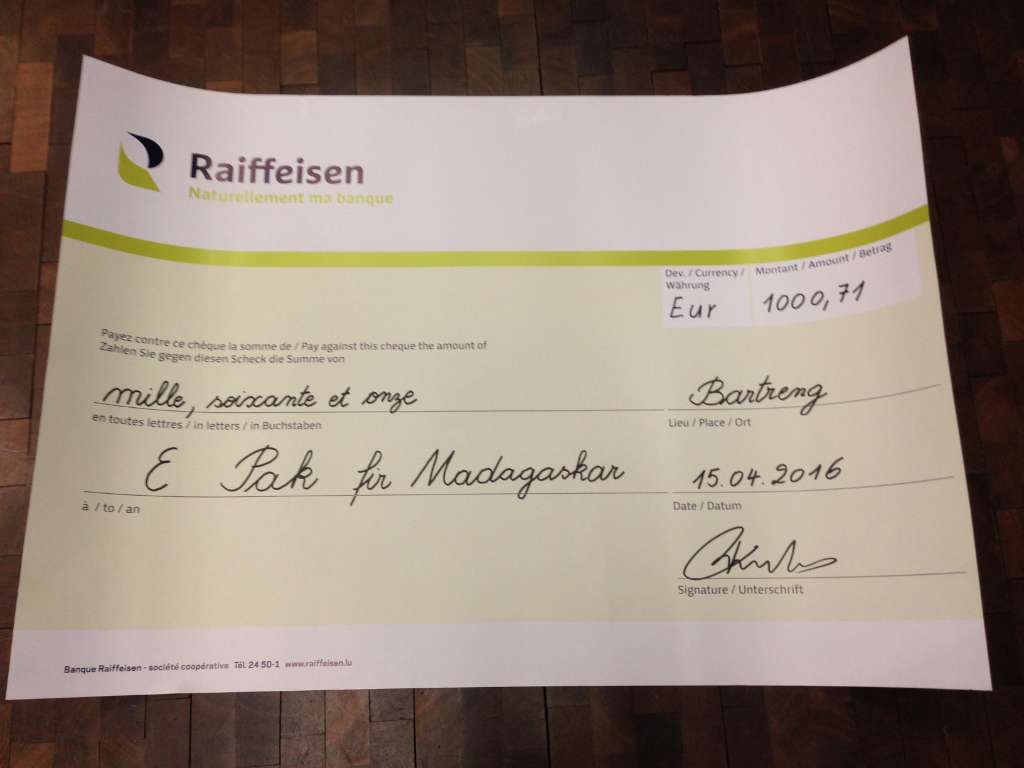 Raiffeisen
Naturellement ma banque
Dev. / Currency / Währung
Montant / Amount / Betrag
Eur
1000,71
Payez contre ce chèque la somme de / Pay against this cheque the amount of
Zahlen Sie gegen diesen Scheck die Summe von
mille, soixante et onze
Bartreng
en toutes lettres / in letters / in Buchstaben
Lieu / Place / Ort
E Pak fir Madagaskar
15.04.2016
à / to / an
Date / Datum
Signature / Unterschrift
Banque Raiffeisen - société coopérative Tél. 24 50-1 www.raiffeisen.lu